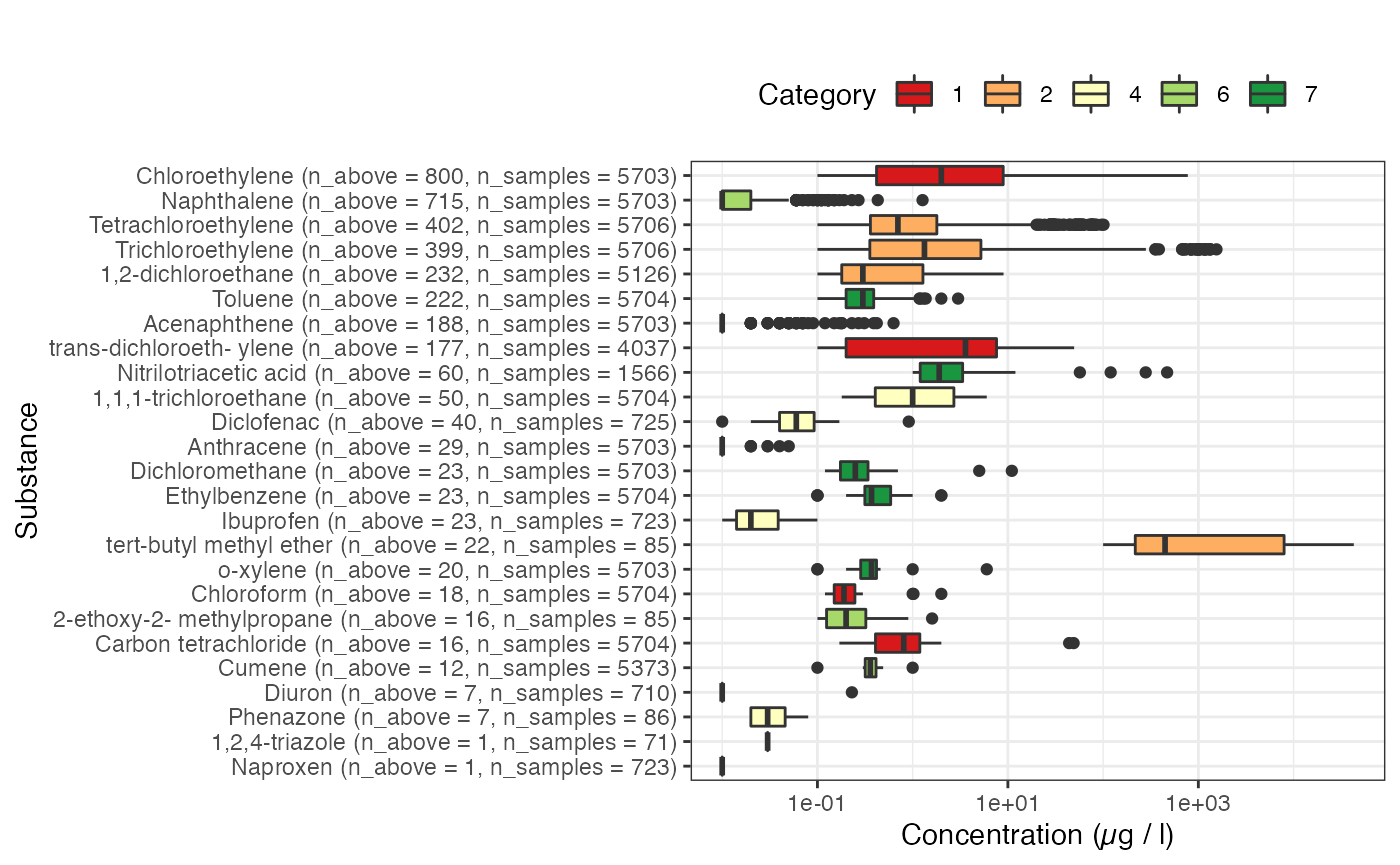 Category 1 2 4 6 7
Chloroethylene (n_above = 800, n_samples = 5703)
Naphthalene (n_above = 715, n_samples = 5703)
Tetrachloroethylene (n_above = 402, n_samples = 5706)
Trichloroethylene (n_above = 399, n_samples = 5706)
1,2-dichloroethane (n_above = 232, n_samples = 5126)
Toluene (n_above = 222, n_samples = 5704)
Acenaphthene (n_above = 188, n_samples = 5703)
trans-dichloroeth- ylene (n_above = 177, n_samples = 4037)
Nitrilotriacetic acid (n_above = 60, n_samples = 1566)
1,1,1-trichloroethane (n_above = 50, n_samples = 5704)
Diclofenac (n_above = 40, n_samples = 725)
Anthracene (n_above = 29, n_samples = 5703)
Dichloromethane (n_above = 23, n_samples = 5703)
Ethylbenzene (n_above = 23, n_samples = 5704)
Ibuprofen (n_above = 23, n_samples = 723)
tert-butyl methyl ether (n_above = 22, n_samples = 85)
o-xylene (n_above = 20, n_samples = 5703)
Chloroform (n_above = 18, n_samples = 5704)
2-ethoxy-2- methylpropane (n_above = 16, n_samples = 85)
Carbon tetrachloride (n_above = 16, n_samples = 5704)
Cumene (n_above = 12, n_samples = 5373)
Diuron (n_above = 7, n_samples = 710)
Phenazone (n_above = 7, n_samples = 86)
1,2,4-triazole (n_above = 1, n_samples = 71)
Naproxen (n_above = 1, n_samples = 723)
Substance
1e-01 1e+01 1e+03
Concentration (µg / l)